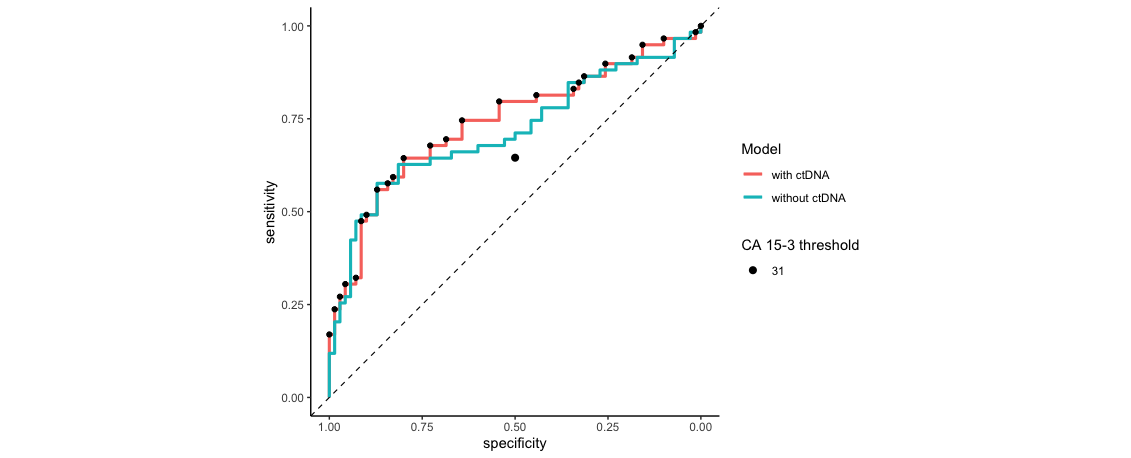 1.00
0.75
0.50
0.25
0.00
sensitivity
1.00 0.75 0.50 0.25 0.00
specificity
Model
with ctDNA
without ctDNA
CA 15-3 threshold
31